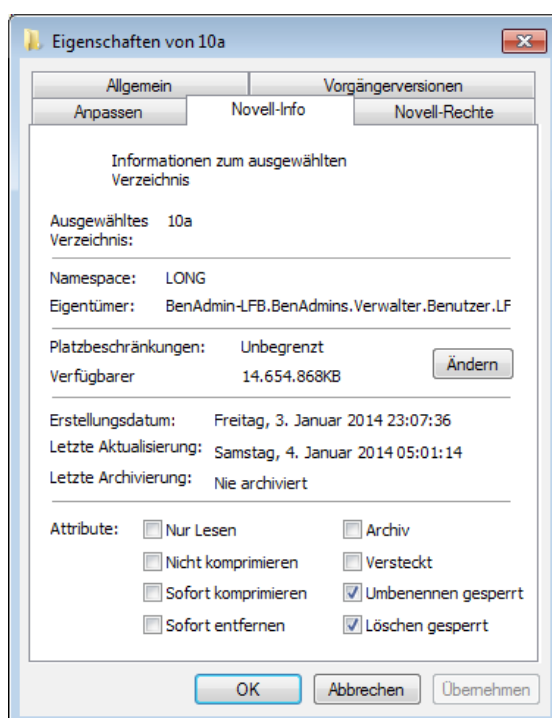 Eigenschaften von 10a
Allgemein Vorgängerversionen
Anpassen Novell-Info Novell-Rechte
Informationen zum ausgewählten
Verzeichnis
Ausgewähltes 10a
Verzeichnis:
Namespace: LONG
Eigentümer: BenAdmin-LFB.BenAdmins.Verwalter.Benutzer.LF
Platzbeschränkungen: Unbegrenzt
Ändern
Verfügbarer 14.654.868KB
Erstellungsdatum: Freitag, 3. Januar 2014 23:07:36
Letzte Aktualisierung: Samstag, 4. Januar 2014 05:01:14
Letzte Archivierung: Nie archiviert
Attribute: Nur Lesen Archiv
Nicht komprimieren Versteckt
Sofort komprimieren Umbenennen gesperrt
Sofort entfernen Löschen gesperrt
OK Abbrechen Übernehmen